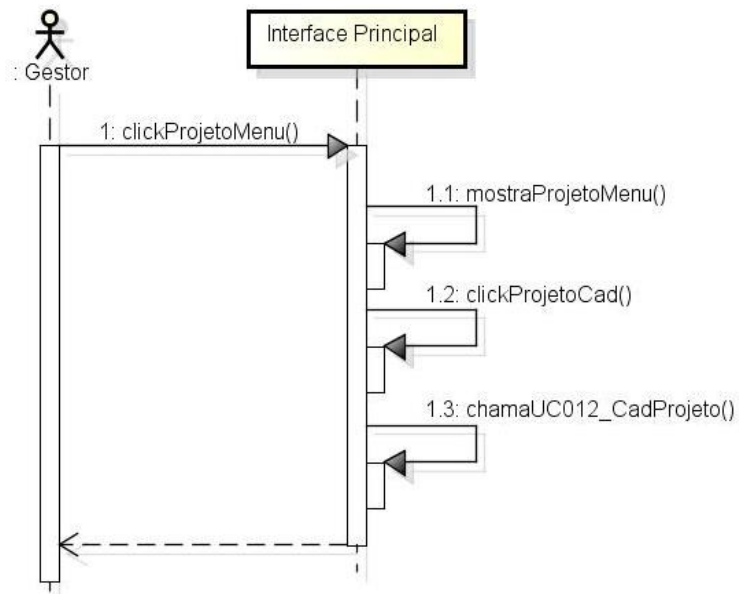 Interface Principal
: Gestor
1: clickProjetoMenu()
1.1: mostraProjetoMenu()
1.2: clickProjetoCad()
1.3: chamaUC012_CadProjeto()